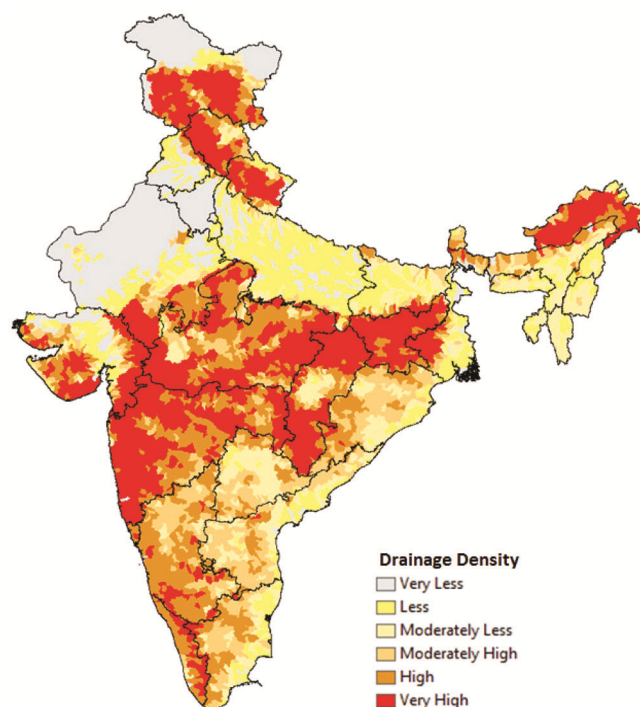 Drainage Density
Very Less
Less
Moderately Less
Moderately High
High
Very High